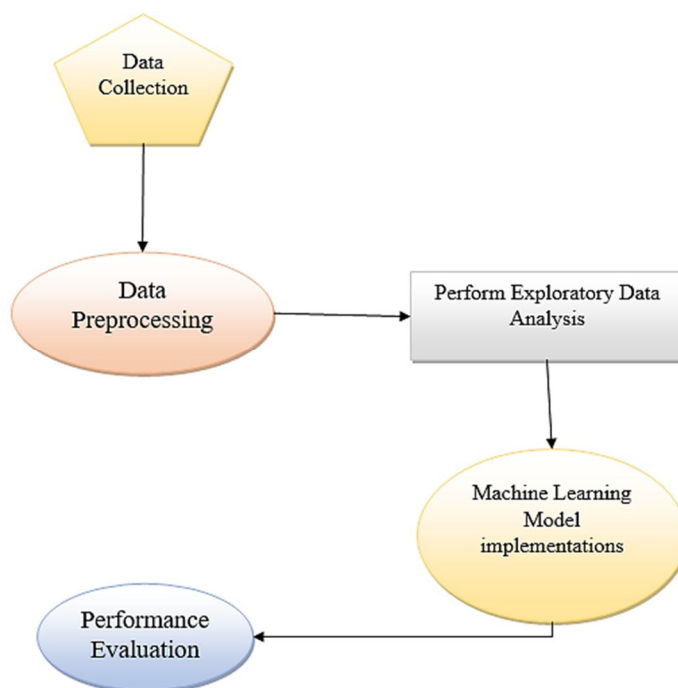 Data
Collection
Data
Preprocessing
Perform Exploratory Data
Analysis
Machine Learning
Model
implementations
Performance
Evaluation